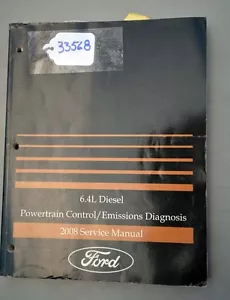 33568
6.4L Diesel
Powertrain Control/Emissions Diagnosis
2008 Service Manual
Ford